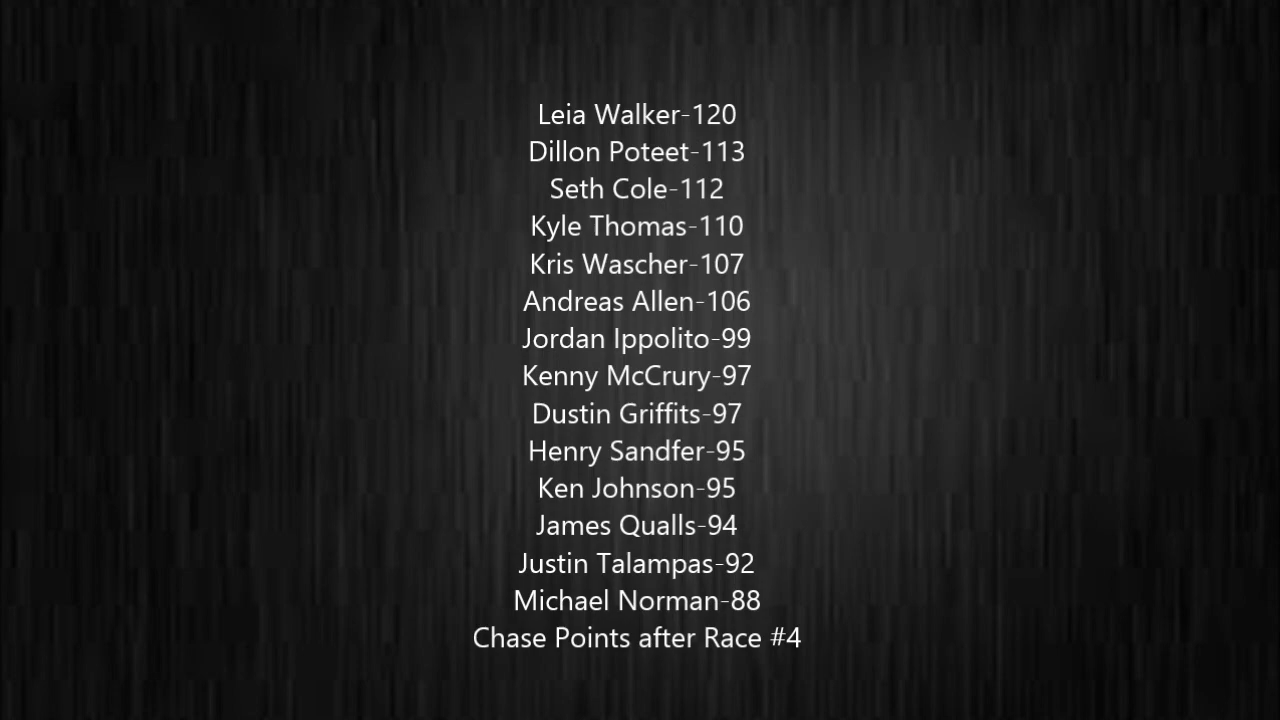 Leia Walker-120
Dillon Poteet-113
Seth Cole-112
Kyle Thomas-110
Kris Wascher-107
Andreas Allen-106
Jordan Ippolito-99
Kenny McCrury-97
Dustin Griffits-97
Henry Sandfer-95
Ken Johnson-95
James Qualls-94
Justin Talampas-92
Michael Norman-88
Chase Points after Race #4